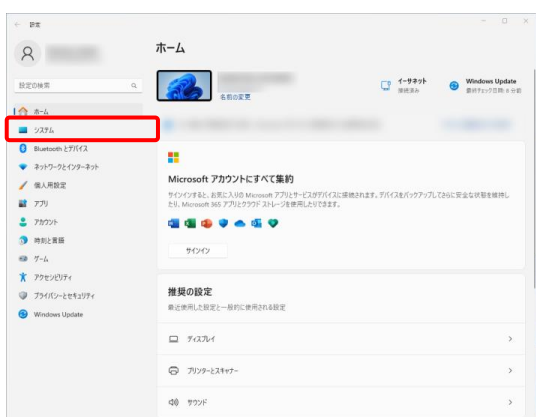 設定
ホーム
名前の変更
イーサネット
接続済み
Windows Update
最終チェック日時: 8 分前
設定の検索
ホーム
システム
Bluetooth とデバイス
ネットワークとインターネット
個人用設定
アプリ
アカウント
時刻と言語
ゲーム
アクセシビリティ
プライバシーとセキュリティ
Windows Update
Microsoft アカウントにすべて集約
サインインすると、お気に入りの Microsoft アプリとサービスがデバイスに接続されます。デバイスをバックアップしてさらに安全な状態を維持し
たり、Microsoft 365 アプリとクラウド ストレージを使用したりできます。
サインイン
推奨の設定
最近使用した設定と一般的に使用される設定
ディスプレイ
プリンターとスキャナー
サウンド